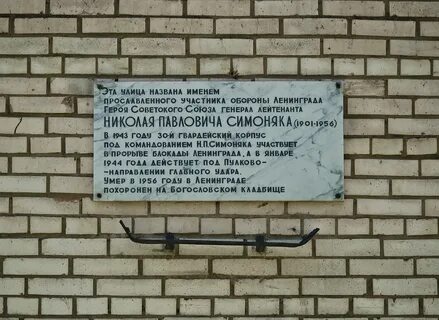 Эта улица названа именем
прославленного участника обороны Ленинграда
Героя Советского Союза генерал лейтенанта
Николая Павловича Симоняка (1901-1956)
В 1943 году 30-й гвардейский корпус
под командованием Н.П.Симоняка участвует
в прорыве блокады Ленинграда, а в январе
1944 года действует под Пулково-
-направлении главного удара.
Умер в 1956 году в Ленинграде
похоронен на Богословском кладбище